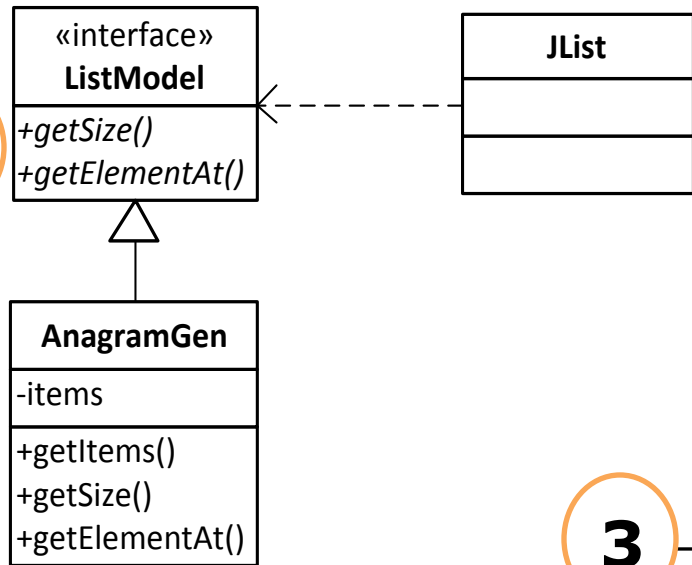 «interface»
ListModel
+getSize()
+getElementAt()
JList
AnagramGen
-items
+getItems()
+getSize()
+getElementAt()
3